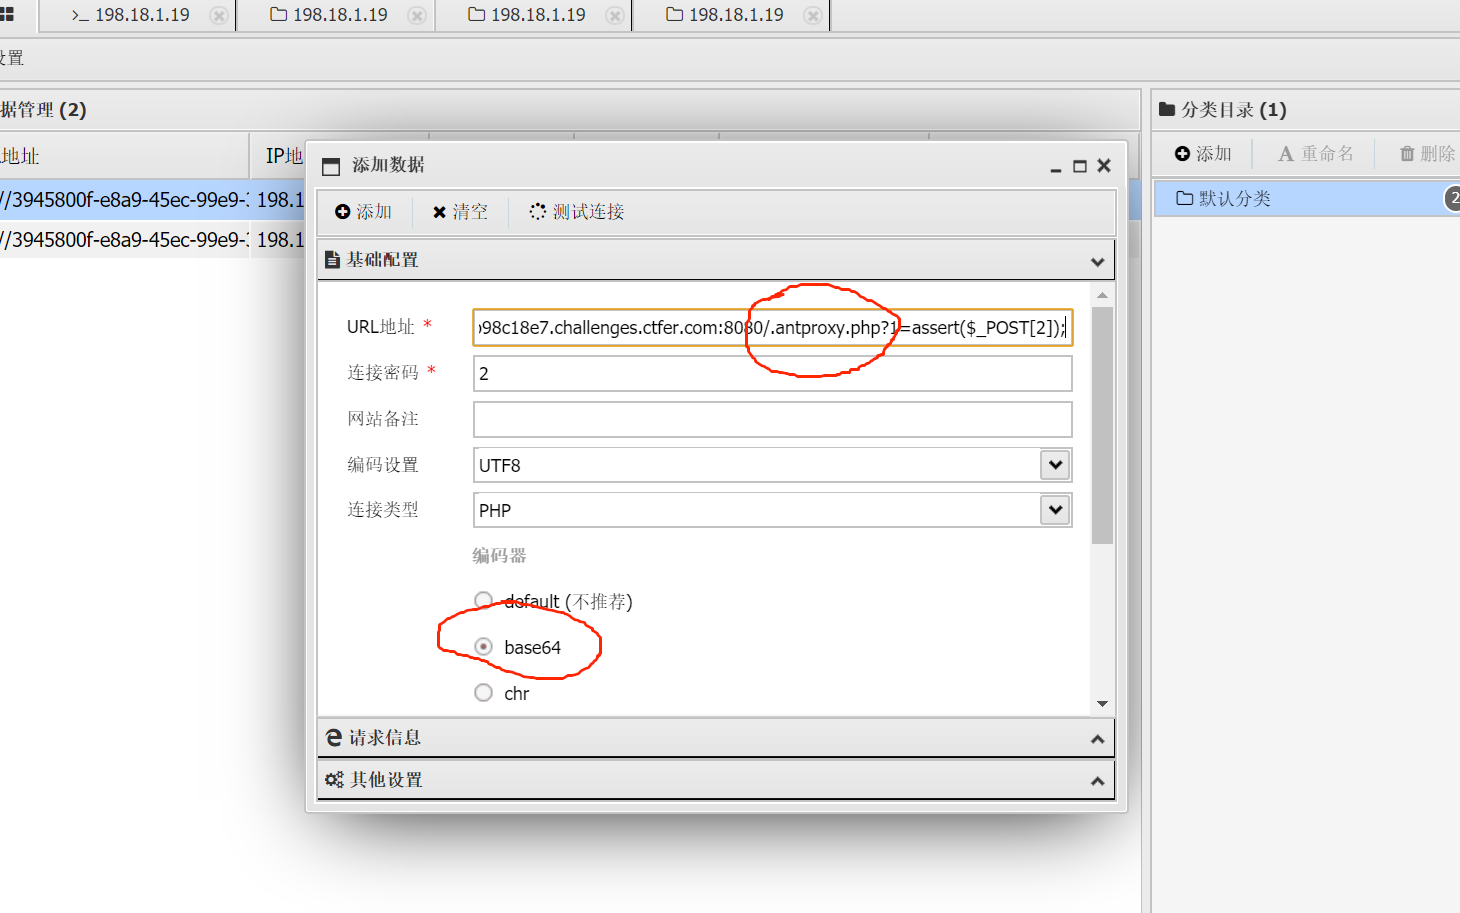 >_ 198.18.1.19
198.18.1.19
198.18.1.19
198.18.1.19
设置
据管理 (2)
分类目录 (1)
地址
IP地
添加
重命名
删除
//3945800f-e8a9-45ec-99e9-
198.1
默认分类
2
//3945800f-e8a9-45ec-99e9-
198.1
添加数据
添加
清空
测试连接
基础配置
URL地址 *
98c18e7.challenges.ctfer.com:8080/.antproxy.php?1=assert($_POST[2]);
连接密码 *
2
网站备注
编码设置
UTF8
连接类型
PHP
编码器
default (不推荐)
base64
chr
请求信息
其他设置